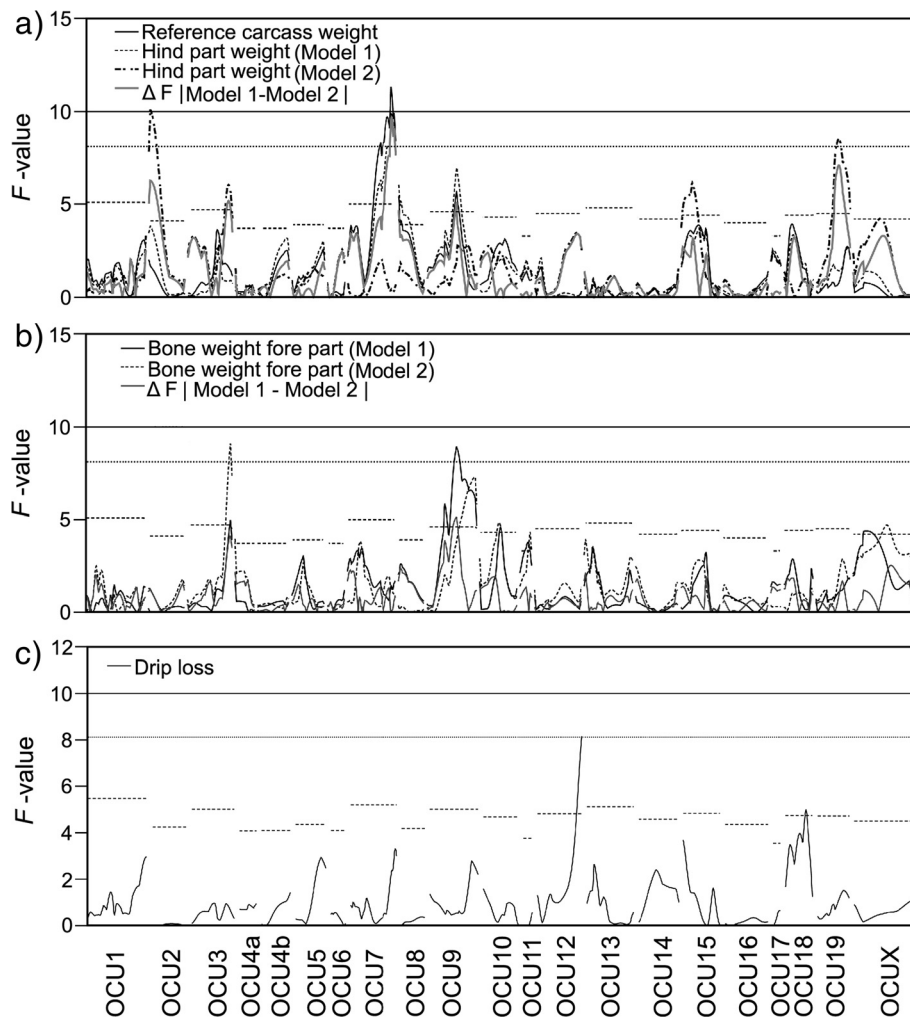 a)
15
10
5
0
F -value
Reference carcass weight
Hind part weight (Model 1)
Hind part weight (Model 2)
Δ F |Model 1-Model 2 |
b)
15
10
5
0
F -value
Bone weight fore part (Model 1)
Bone weight fore part (Model 2)
Δ F | Model 1 - Model 2 |
c)
12
10
8
6
4
2
0
F -value
Drip loss
OCU1
OCU2
OCU3
OCU4a
OCU4b
OCU5
OCU6
OCU7
OCU8
OCU9
OCU10
OCU11
OCU12
OCU13
OCU14
OCU15
OCU16
OCU17
OCU18
OCU19
OCUX